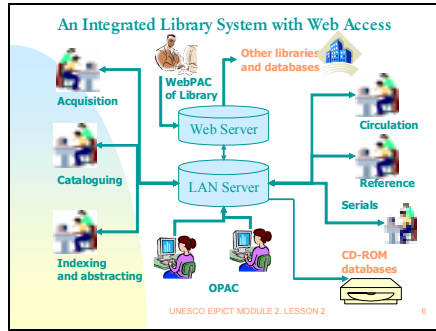 An Integrated Library System with Web Access
Other libraries
and databases
WebPAC
of Library
Acquisition
Web Server
Circulation
Cataloguing
LAN Server
Reference
Serials
Indexing
and abstracting
OPAC
CD-ROM
databases
UNESCO EIPICT MODULE 2. LESSON 2
6